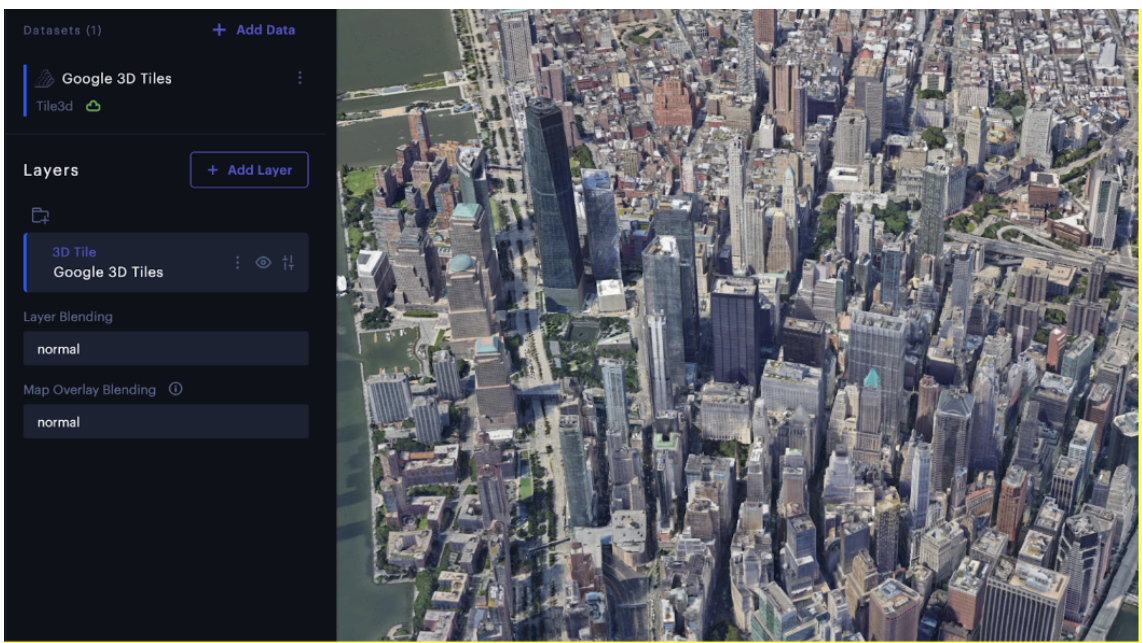 Datasets (1)
+ Add Data
Google 3D Tiles
Tile3d
Layers
+ Add Layer
3D Tile
Google 3D Tiles
Layer Blending
normal
Map Overlay Blending
normal